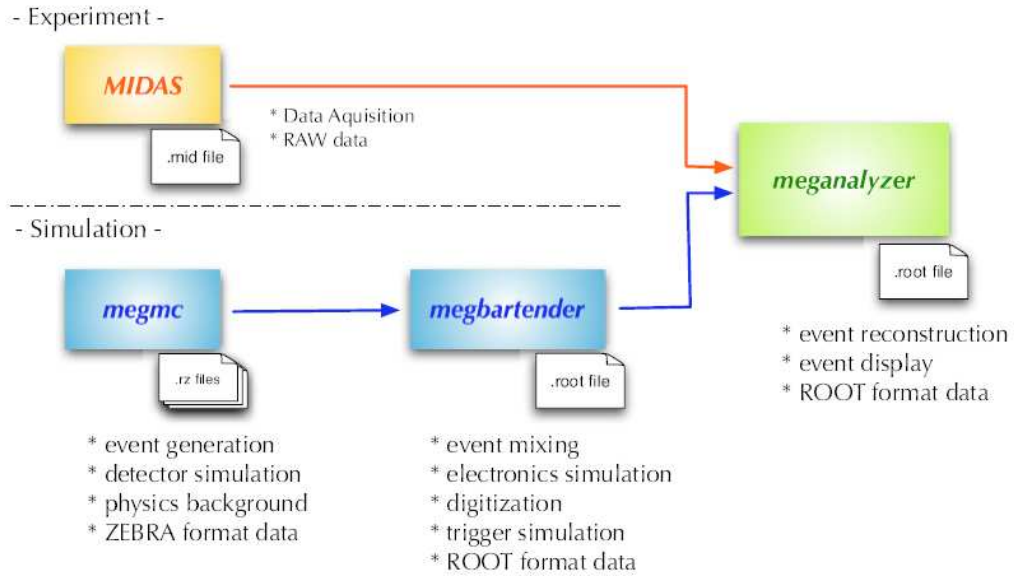 - Experiment -
MIDAS
* Data Aquisition
* RAW data
.mid file
meganalyzer
.root file
* event reconstruction
* event display
* ROOT format data
- Simulation -
megmc
.rz files
* event generation
* detector simulation
* physics background
* ZEBRA format data
megbartender
.root file
* event mixing
* electronics simulation
* digitization
* trigger simulation
* ROOT format data